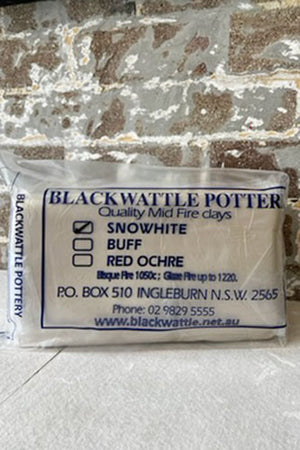 BLACKWATTLE POTTER
Quality Mid Fire clays
SNOWHITE
BUFF
RED OCHRE
Bisque Fire 1050c; Glaze Fire up to 1220.
P.O. BOX 510 INGLEBURN N.S.W. 2565
Phone: 02 9829 5555
www.blackwattle.net.au
BLACKWATTLE POTTERY